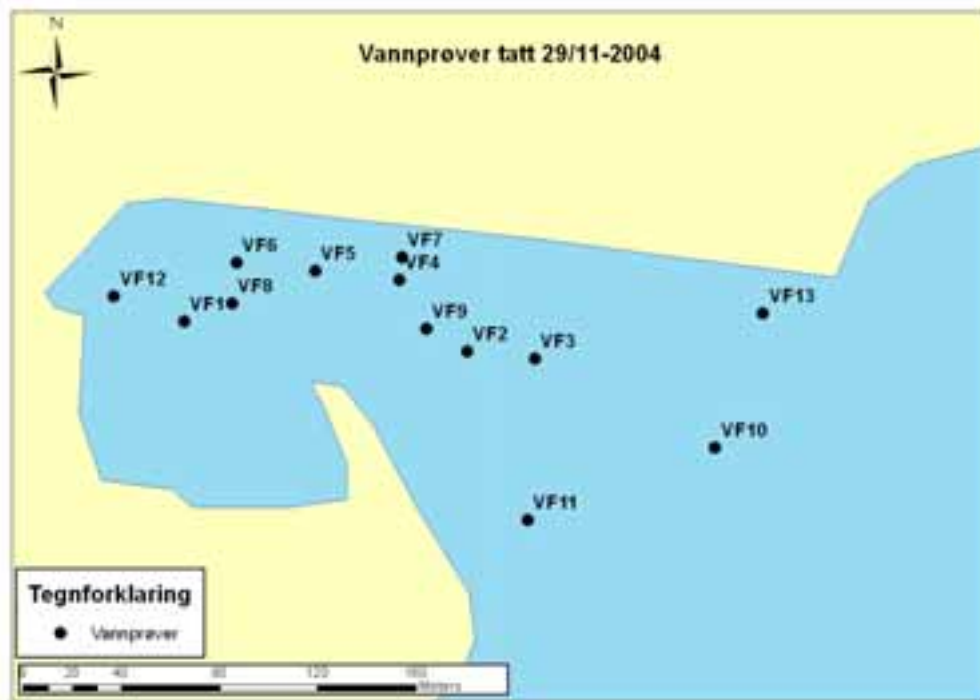 N
Vannprøver tatt 29/11-2004
VF7
VF6
VF5
VF4
VF12
VF8
VF1
VF13
VF9
VF2
VF3
VF10
VF11
Tegnforklaring
Vannprøver
0 20 40 80 120 160
Meters